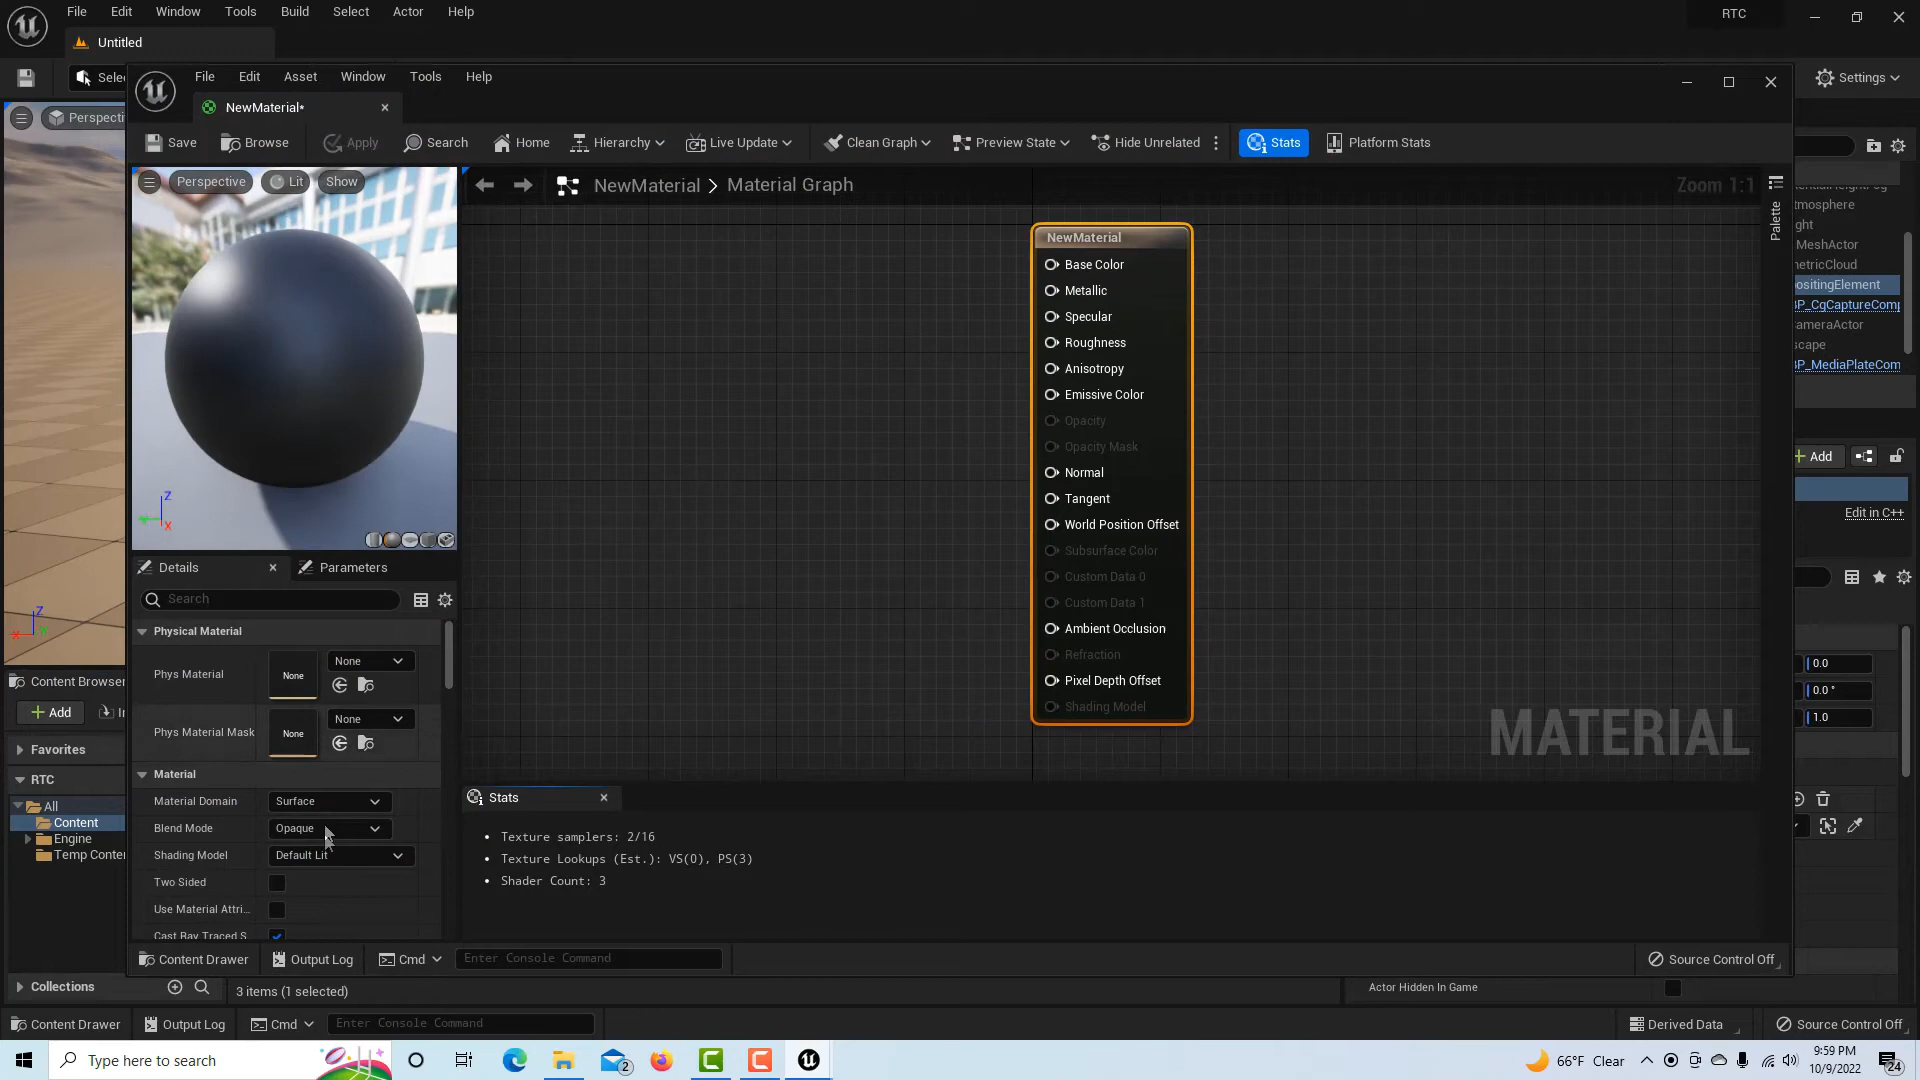 File Edit Window Tools Build Select Actor Help
RTC
Untitled
Selec
Settings
File Edit Asset Window Tools Help
NewMaterial*
Save Browse Apply Search Home Hierarchy Live Update Clean Graph Preview State Hide Unrelated Stats Platform Stats
Perspecti
Perspective Lit Show
NewMaterial > Material Graph
Zoom 1:1
Palette
NewMaterial
Base Color
Metallic
Specular
Roughness
Anisotropy
Emissive Color
Opacity
Opacity Mask
Normal
Tangent
World Position Offset
Subsurface Color
Custom Data 0
Custom Data 1
Ambient Occlusion
Refraction
Pixel Depth Offset
Shading Model
MATERIAL
tmosphere
ght
MeshActor
netricCloud
positingElement
BP_CgCaptureComp
ameraActor
scape
BP_MediaPlateCom
Add
Edit in C++
0.0
0.0 °
1.0
Z
X
Y
Z
X
Details Parameters
Search
Physical Material
Phys Material None None
Phys Material Mask None None
Material
Material Domain Surface
Blend Mode Opaque
Shading Model Default Lit
Two Sided
Use Material Attri...
Cast Ray Traced S
Content Browser
Add
Favorites
RTC
All
Content
Engine
Temp Conter
Collections
Stats
Texture samplers: 2/16
Texture Lookups (Est.): VS(0), PS(3)
Shader Count: 3
Content Drawer Output Log Cmd Enter Console Command Source Control Off
3 items (1 selected)
Actor Hidden In Game
Content Drawer Output Log Cmd Enter Console Command Derived Data Source Control Off
Type here to search
2
66°F Clear
9:59 PM
10/9/2022
24